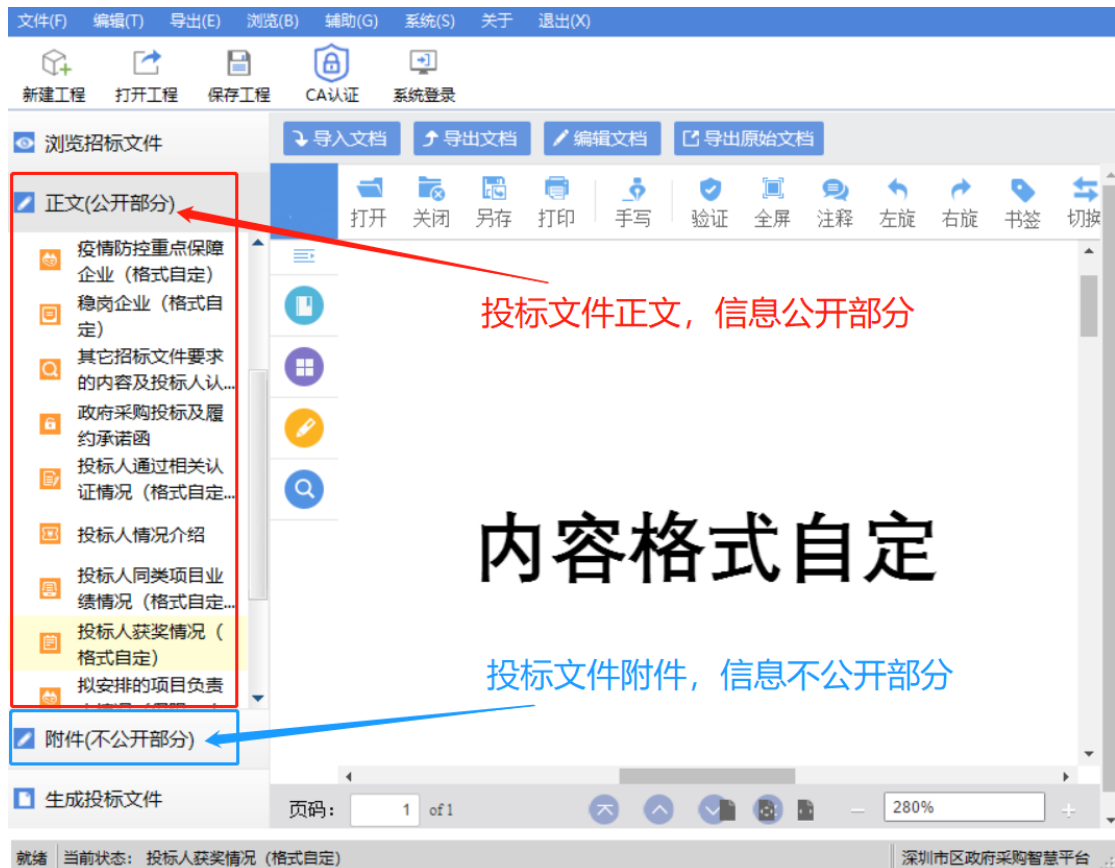 文件(F) 编辑(T) 导出(E) 浏览(B) 辅助(G) 系统(S) 关于 退出(X)
新建工程 打开工程 保存工程 CA认证 系统登录
浏览招标文件
导入文档 导出文档 编辑文档 导出原始文档
正文(公开部分)
打开 关闭 另存 打印 手写 验证 全屏 注释 左旋 右旋 书签 切换
疫情防控重点保障
企业（格式自定）
稳岗企业（格式自
定）
其它招标文件要求
的内容及投标人认...
政府采购投标及履
约承诺函
投标人通过相关认
证情况（格式自定...
投标人情况介绍
投标人同类项目业
绩情况（格式自定...
投标人获奖情况（
格式自定）
拟安排的项目负责
投标文件正文，信息公开部分
内容格式自定
投标文件附件，信息不公开部分
附件(不公开部分)
生成投标文件
页码： 1 of 1 280%
就绪 当前状态： 投标人获奖情况（格式自定） 深圳市区政府采购智慧平台